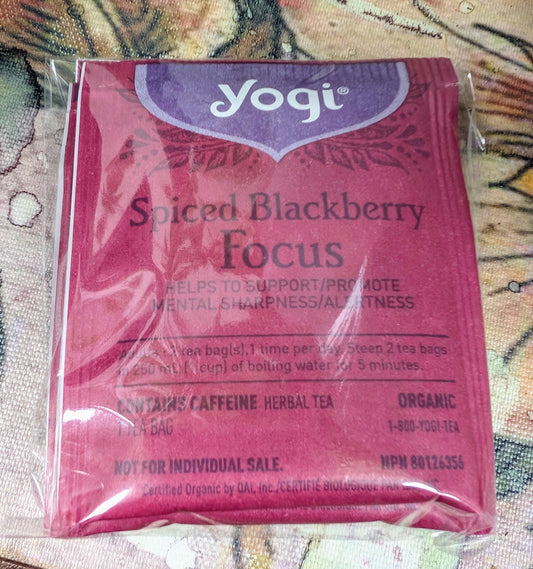 yogi®
Spiced Blackberry
Focus
HELPS TO SUPPORT/PROMOTE
MENTAL SHARPNESS/ALERTNESS
tea bag(s), 1 time per day. Steep 2 tea bags
250 mL (1 cup) of boiling water for 5 minutes.
CONTAINS CAFFEINE HERBAL TEA ORGANIC
1 TEA BAG 1-800-YOGI-TEA
NOT FOR INDIVIDUAL SALE. NPN 80126356
Certified Organic by QAI, Inc./CERTIFIÉ BIOLOGIQUE PAR